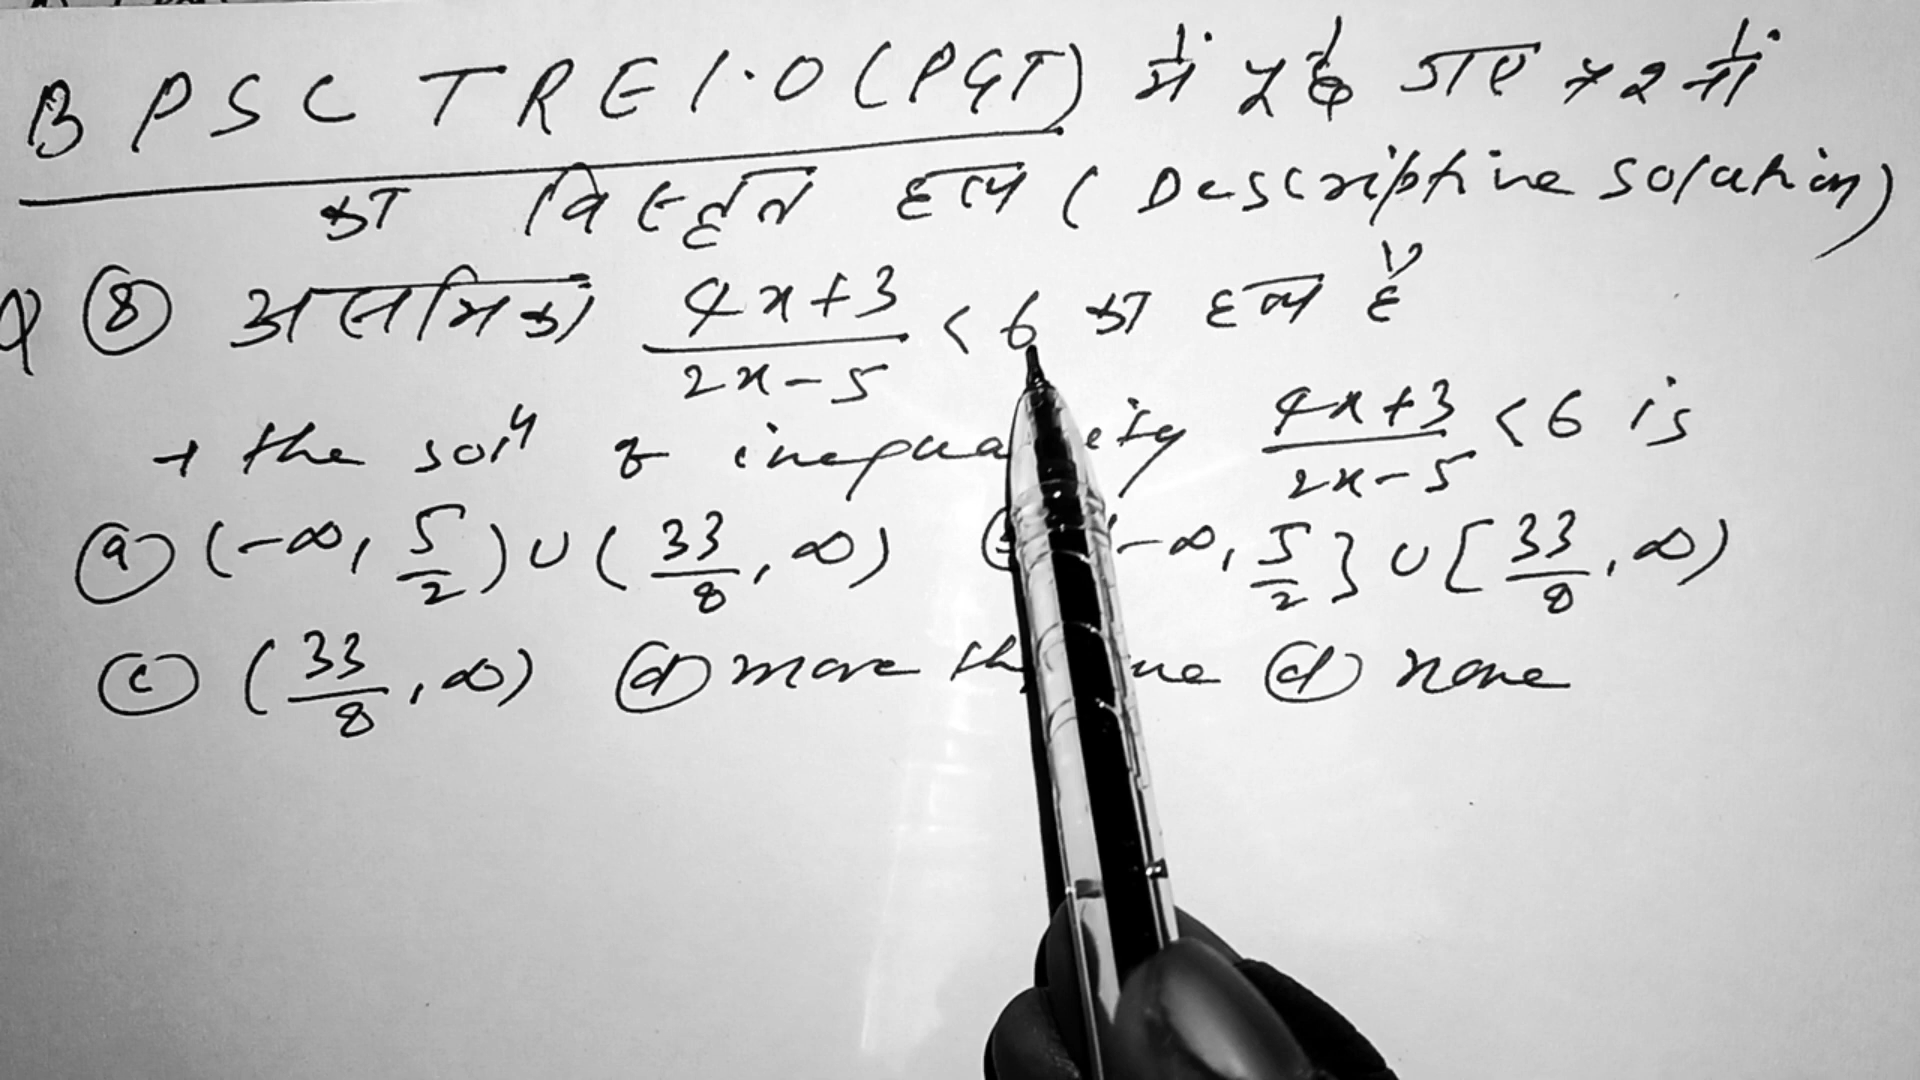 BPSC TRE 1.0 (PGT) में पूछे गए प्रश्नों
का विस्तृत हल (Descriptive solution)
Q ⑧ असमिका (4x+3)/(2x-5) < 6 का हल है
→ the solⁿ of inequality (4x+3)/(2x-5) < 6 is
ⓐ (-∞, 5/2) ∪ (33/8, ∞) -∞, 5/2] ∪ [33/8, ∞)
ⓒ (33/8, ∞) ⓓ more ⓓ none